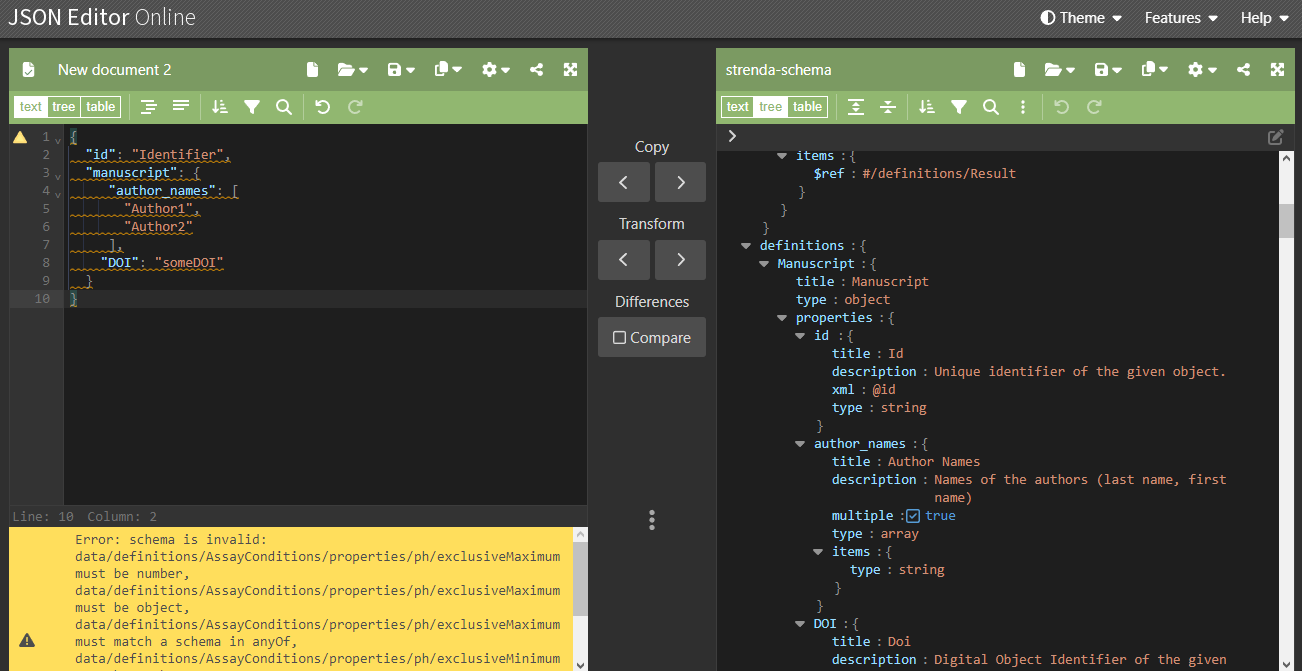 JSON Editor Online
Theme Features Help
New document 2
text tree table
1 {
2 "id": "Identifier",
3 "manuscript": {
4 "author_names": [
5 "Author1",
6 "Author2"
7 ],
8 "DOI": "someDOI"
9 }
10 }
Line: 10 Column: 2
Error: schema is invalid:
data/definitions/AssayConditions/properties/ph/exclusiveMaximum
must be number,
data/definitions/AssayConditions/properties/ph/exclusiveMaximum
must be object,
data/definitions/AssayConditions/properties/ph/exclusiveMaximum
must match a schema in anyOf,
data/definitions/AssayConditions/properties/ph/exclusiveMinimum
Copy
Transform
Differences
Compare
strenda-schema
text tree table
items :{
$ref : #/definitions/Result
}
}
}
definitions :{
Manuscript :{
title : Manuscript
type : object
properties :{
id :{
title : Id
description : Unique identifier of the given object.
xml : @id
type : string
}
author_names :{
title : Author Names
description : Names of the authors (last name, first
name)
multiple : true
type : array
items :{
type : string
}
}
DOI :{
title : Doi
description : Digital Object Identifier of the given